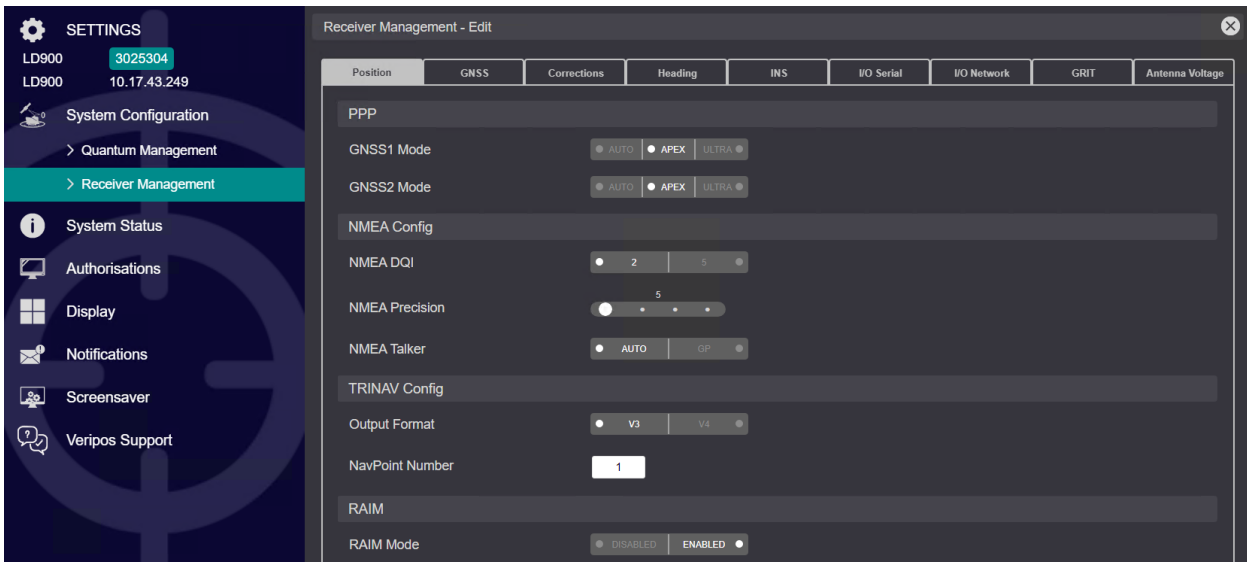 SETTINGS
LD900 3025304
LD900 10.17.43.249
System Configuration
> Quantum Management
> Receiver Management
System Status
Authorisations
Display
Notifications
Screensaver
Veripos Support
Receiver Management - Edit
Position GNSS Corrections Heading INS I/O Serial I/O Network GRIT Antenna Voltage
PPP
GNSS1 Mode AUTO APEX ULTRA
GNSS2 Mode AUTO APEX ULTRA
NMEA Config
NMEA DQI 2 5
5
NMEA Precision
NMEA Talker AUTO GP
TRINAV Config
Output Format V3 V4
NavPoint Number 1
RAIM
RAIM Mode DISABLED ENABLED